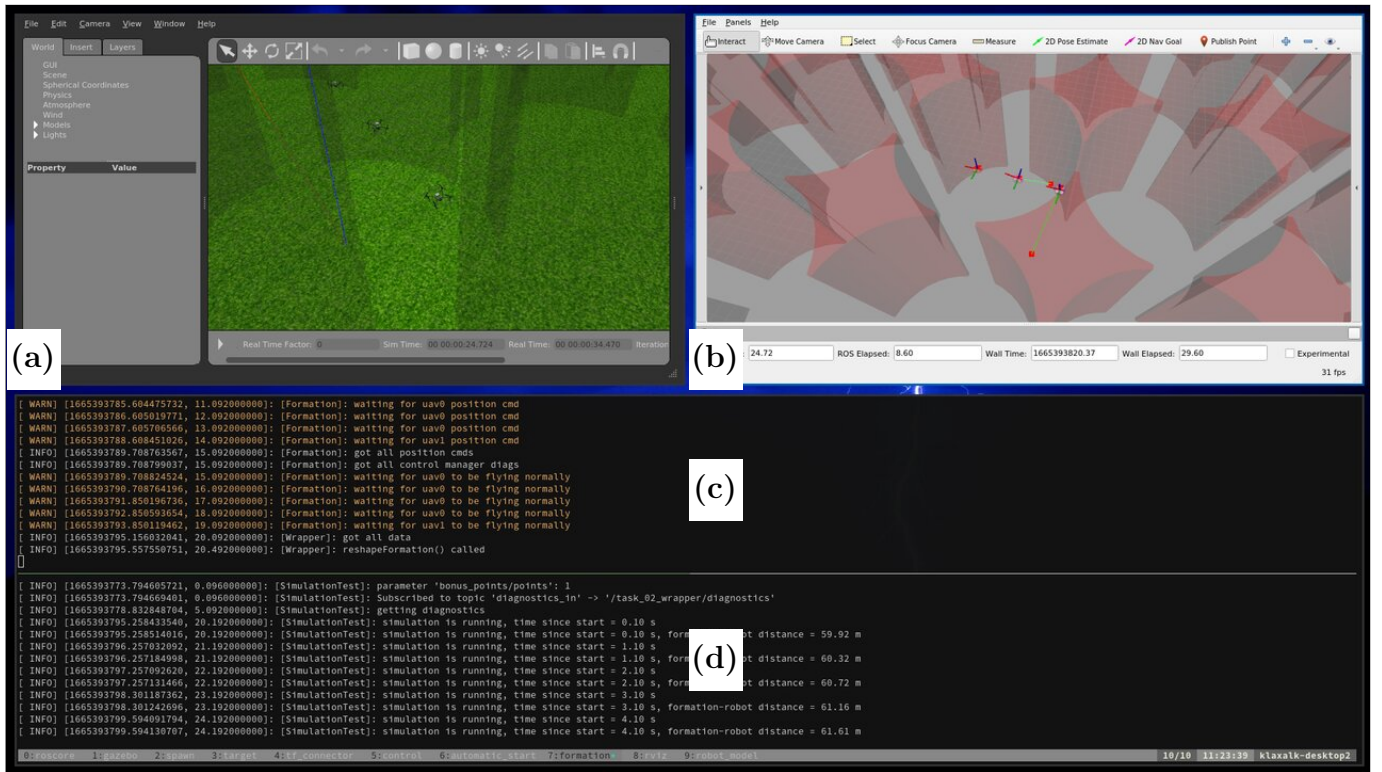 File Edit Camera View Window Help
World Insert Layers
GUI
Scene
Spherical Coordinates
Physics
Atmosphere
Wind
Models
Lights
Property Value
Real Time Factor: 0 Sim Time: 00 00:00:24.724 Real Time: 00 00:00:34.470 Iteration
(a)
File Panels Help
Interact Move Camera Select Focus Camera Measure 2D Pose Estimate 2D Nav Goal Publish Point
24.72 ROS Elapsed: 8.60 Wall Time: 1665393820.37 Wall Elapsed: 29.60 Experimental
31 fps
(b)
[ WARN] [1665393785.604475732, 11.092000000]: [Formation]: waiting for uav0 position cmd
[ WARN] [1665393786.605019771, 12.092000000]: [Formation]: waiting for uav0 position cmd
[ WARN] [1665393787.605706566, 13.092000000]: [Formation]: waiting for uav0 position cmd
[ WARN] [1665393788.608451026, 14.092000000]: [Formation]: waiting for uav1 position cmd
[ INFO] [1665393789.708763567, 15.092000000]: [Formation]: got all position cmds
[ INFO] [1665393789.708799037, 15.092000000]: [Formation]: got all control manager diags
[ WARN] [1665393789.708824524, 15.092000000]: [Formation]: waiting for uav0 to be flying normally
[ WARN] [1665393790.708764196, 16.092000000]: [Formation]: waiting for uav0 to be flying normally
[ WARN] [1665393791.850196736, 17.092000000]: [Formation]: waiting for uav0 to be flying normally
[ WARN] [1665393792.850593654, 18.092000000]: [Formation]: waiting for uav0 to be flying normally
[ WARN] [1665393793.850119462, 19.092000000]: [Formation]: waiting for uav1 to be flying normally
[ INFO] [1665393795.156032041, 20.092000000]: [Wrapper]: got all data
[ INFO] [1665393795.557550751, 20.492000000]: [Wrapper]: reshapeFormation() called
(c)
[ INFO] [1665393773.794605721, 0.096000000]: [SimulationTest]: parameter 'bonus_points/points': 1
[ INFO] [1665393773.794669401, 0.096000000]: [SimulationTest]: Subscribed to topic 'diagnostics_in' -> '/task_02_wrapper/diagnostics'
[ INFO] [1665393778.832848704, 5.092000000]: [SimulationTest]: getting diagnostics
[ INFO] [1665393795.258433540, 20.192000000]: [SimulationTest]: simulation is running, time since start = 0.10 s
[ INFO] [1665393795.258514016, 20.192000000]: [SimulationTest]: simulation is running, time since start = 0.10 s, for bot distance = 59.92 m
[ INFO] [1665393796.257032092, 21.192000000]: [SimulationTest]: simulation is running, time since start = 1.10 s
[ INFO] [1665393796.257184998, 21.192000000]: [SimulationTest]: simulation is running, time since start = 1.10 s, fo ot distance = 60.32 m
[ INFO] [1665393797.257092620, 22.192000000]: [SimulationTest]: simulation is running, time since start = 2.10 s
[ INFO] [1665393797.257131466, 22.192000000]: [SimulationTest]: simulation is running, time since start = 2.10 s, for ot distance = 60.72 m
[ INFO] [1665393798.301187362, 23.192000000]: [SimulationTest]: simulation is running, time since start = 3.10 s
[ INFO] [1665393798.301242696, 23.192000000]: [SimulationTest]: simulation is running, time since start = 3.10 s, formation-robot distance = 61.16 m
[ INFO] [1665393799.594091794, 24.192000000]: [SimulationTest]: simulation is running, time since start = 4.10 s
[ INFO] [1665393799.594130707, 24.192000000]: [SimulationTest]: simulation is running, time since start = 4.10 s, formation-robot distance = 61.61 m
(d)
0:roscore 1:gazebo 2:spawn 3:target 4:tf_connector 5:control 6:automatic_start 7:formation* 8:rviz 9:robot_model 10/10 11:23:39 klaxalk-desktop2